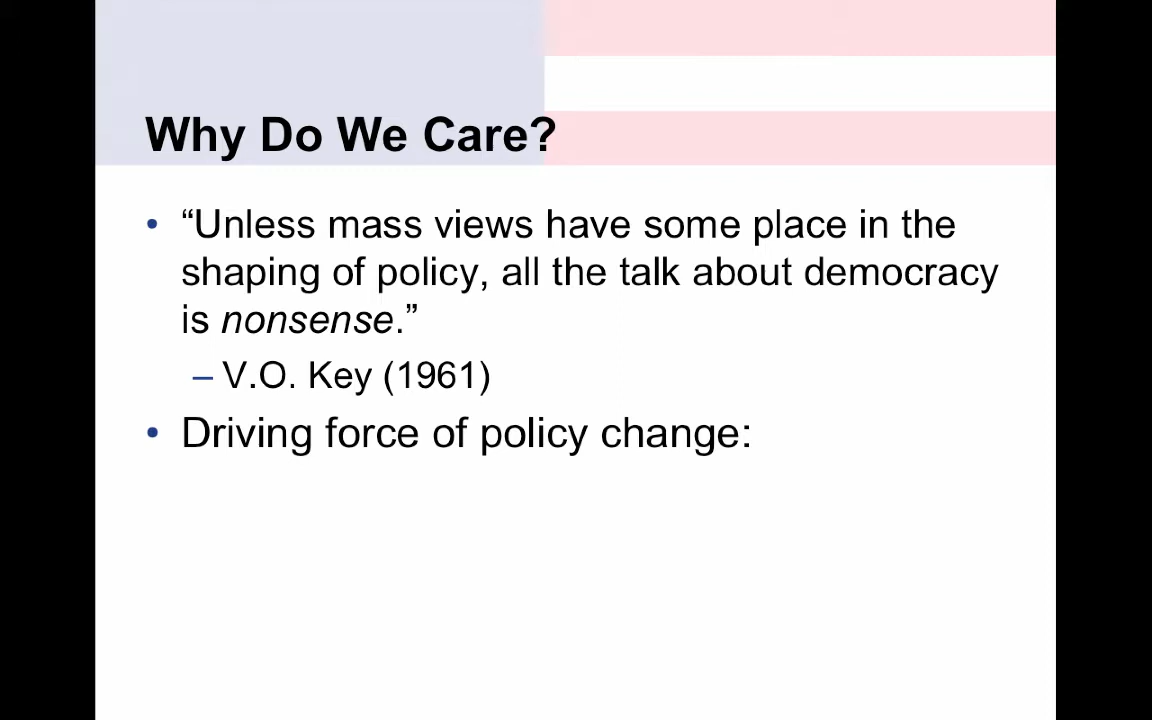 Why Do We Care?
• “Unless mass views have some place in the
shaping of policy, all the talk about democracy
is nonsense.”
– V.O. Key (1961)
• Driving force of policy change: